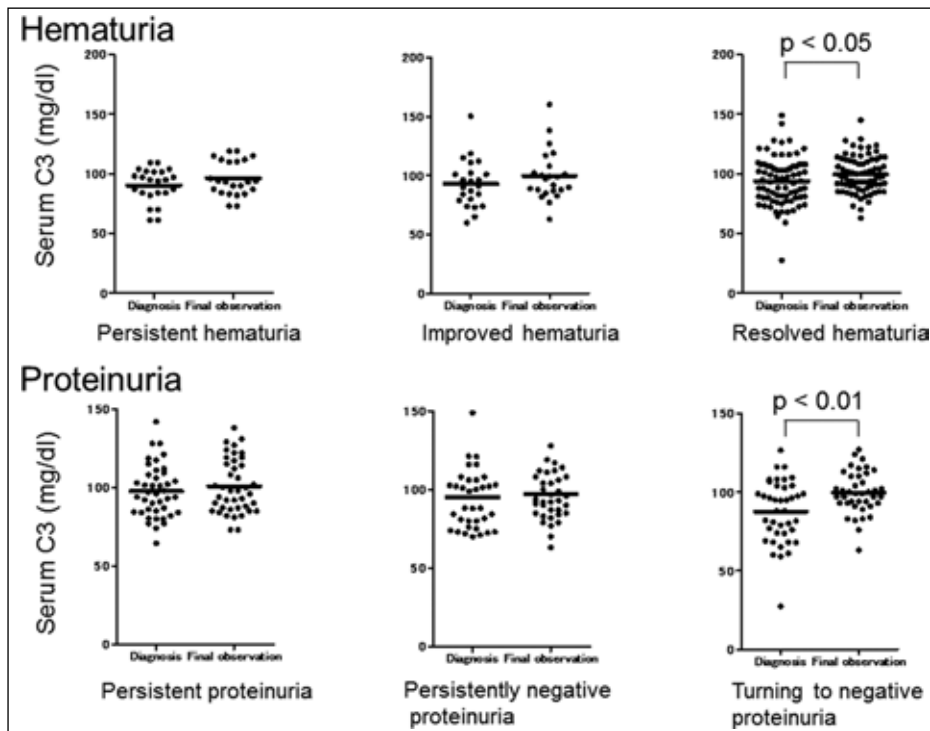 Hematuria
Serum C3 (mg/dl)
200
150
100
50
0
Diagnosis Final observation
Persistent hematuria
200
150
100
50
0
Diagnosis Final observation
Improved hematuria
p < 0.05
200
150
100
50
0
Diagnosis Final observation
Resolved hematuria
Proteinuria
Serum C3 (mg/dl)
150
100
50
0
Diagnosis Final observation
Persistent proteinuria
150
100
50
0
Diagnosis Final observation
Persistently negative
proteinuria
p < 0.01
150
100
50
0
Diagnosis Final observation
Turning to negative
proteinuria